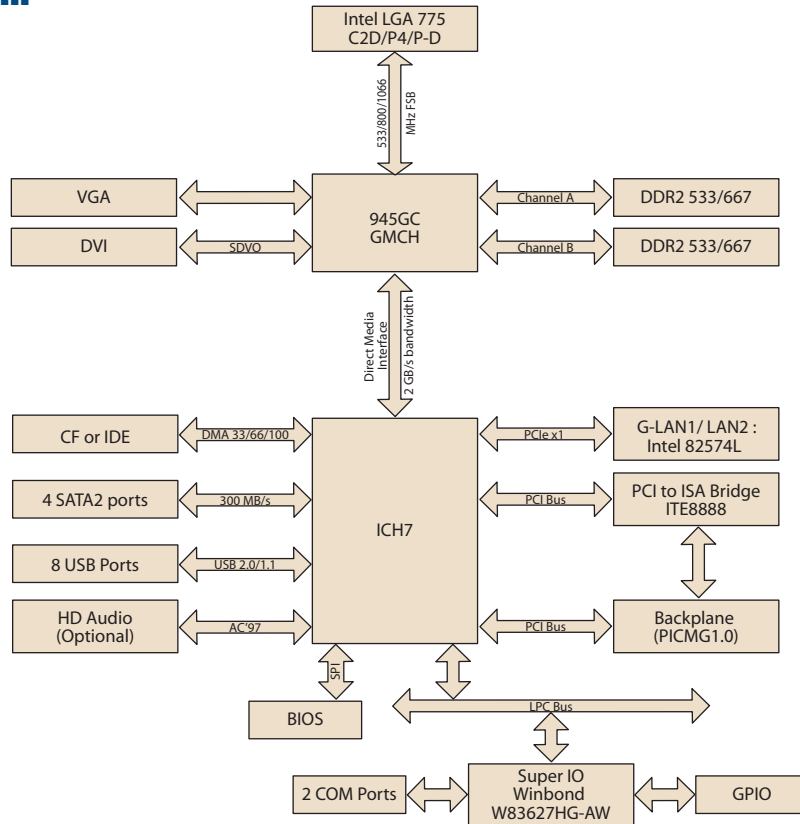 Intel LGA 775
C2D/P4/P-D
533/800/1066
MHz FSB
VGA
945GC
GMCH
Channel A
DDR2 533/667
DVI
SDVO
Channel B
DDR2 533/667
Direct Media
Interface
2 GB/s bandwidth
CF or IDE
DMA 33/66/100
PCIe x1
G-LAN1/ LAN2 :
Intel 82574L
4 SATA2 ports
300 MB/s
ICH7
PCI Bus
PCI to ISA Bridge
ITE8888
8 USB Ports
USB 2.0/1.1
HD Audio
(Optional)
AC'97
PCI Bus
Backplane
(PICMG1.0)
SPI
BIOS
LPC Bus
2 COM Ports
Super IO
Winbond
W83627HG-AW
GPIO